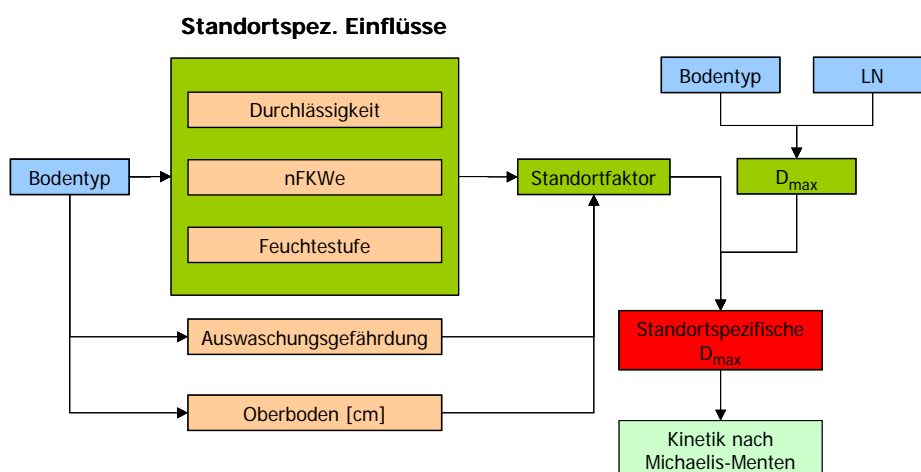 Standortspez. Einflüsse
Bodentyp
LN
Durchlässigkeit
Bodentyp
nFKWe
Standortfaktor
Dmax
Feuchtestufe
Auswaschungsgefährdung
Standortspezifische
Dmax
Oberboden [cm]
Kinetik nach
Michaelis-Menten